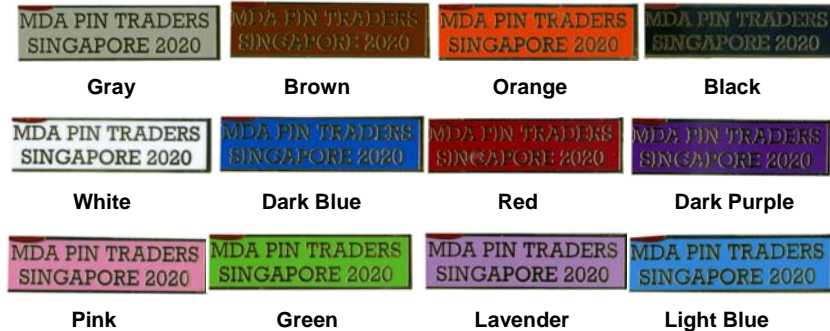 MDA PIN TRADERS MDA PIN TRADERS MDA PIN TRADERS MDA PIN TRADERS
SINGAPORE 2020 SINGAPORE 2020 SINGAPORE 2020 SINGAPORE 2020
Gray Brown Orange Black
MDA PIN TRADERS MDA PIN TRADERS MDA PIN TRADERS MDA PIN TRADERS
SINGAPORE 2020 SINGAPORE 2020 SINGAPORE 2020 SINGAPORE 2020
White Dark Blue Red Dark Purple
MDA PIN TRADERS MDA PIN TRADERS MDA PIN TRADERS MDA PIN TRADERS
SINGAPORE 2020 SINGAPORE 2020 SINGAPORE 2020 SINGAPORE 2020
Pink Green Lavender Light Blue